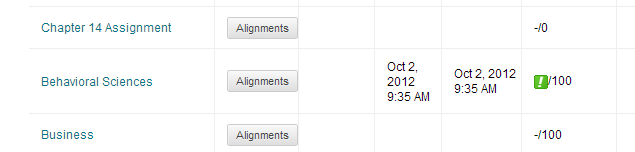 Chapter 14 Assignment Alignments -/0
Behavioral Sciences Alignments Oct 2, 2012 9:35 AM Oct 2, 2012 9:35 AM !/100
Business Alignments -/100